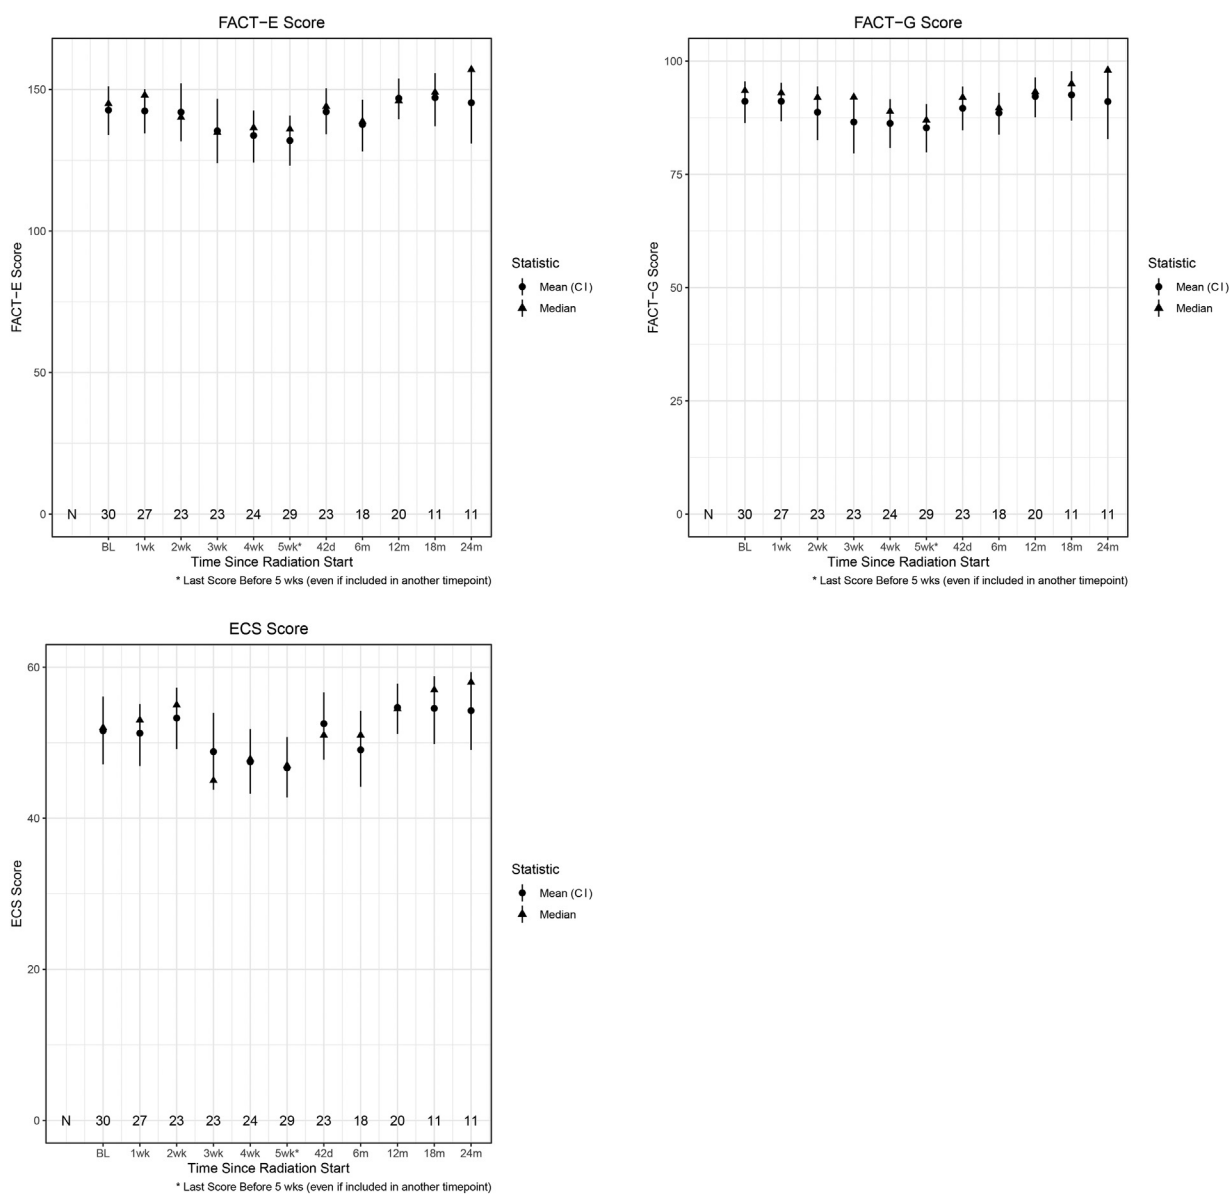 FACT−E Score
FACT−E Score
150
100
50
0
N 30 27 23 23 24 29 23 18 20 11 11
BL 1wk 2wk 3wk 4wk 5wk* 42d 6m 12m 18m 24m
Time Since Radiation Start
* Last Score Before 5 wks (even if included in another timepoint)
Statistic
Mean (CI)
Median
FACT−G Score
FACT−G Score
100
75
50
25
0
N 30 27 23 23 24 29 23 18 20 11 11
BL 1wk 2wk 3wk 4wk 5wk* 42d 6m 12m 18m 24m
Time Since Radiation Start
* Last Score Before 5 wks (even if included in another timepoint)
Statistic
Mean (CI)
Median
ECS Score
ECS Score
60
40
20
0
N 30 27 23 23 24 29 23 18 20 11 11
BL 1wk 2wk 3wk 4wk 5wk* 42d 6m 12m 18m 24m
Time Since Radiation Start
* Last Score Before 5 wks (even if included in another timepoint)
Statistic
Mean (CI)
Median